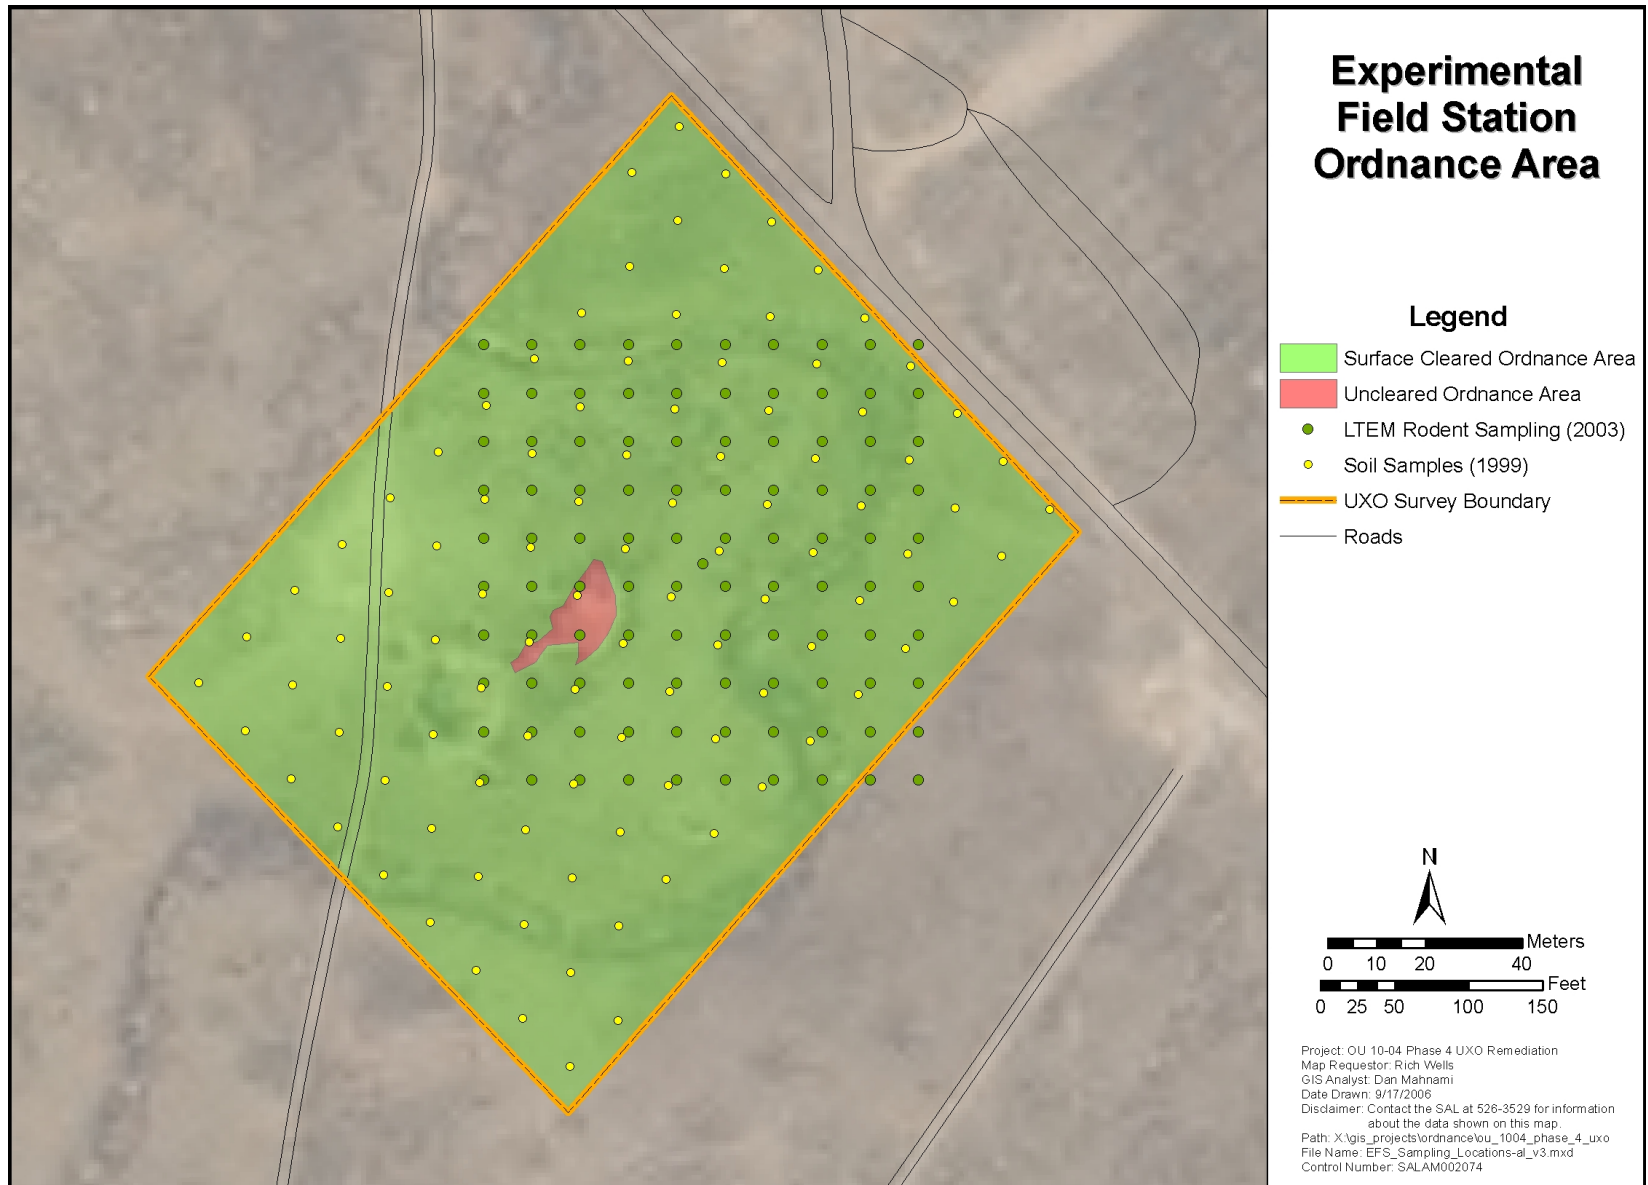 Experimental
Field Station
Ordnance Area
Legend
Surface Cleared Ordnance Area
Uncleared Ordnance Area
LTEM Rodent Sampling (2003)
Soil Samples (1999)
UXO Survey Boundary
Roads
N
Meters
0 10 20 40
Feet
0 25 50 100 150
Project: OU 10-04 Phase 4 UXO Remediation
Map Requestor: Rich Wells
GIS Analyst: Dan Mahnami
Date Drawn: 9/17/2006
Disclaimer: Contact the SAL at 526-3529 for information
about the data shown on this map.
Path: X:\gis_projects\ordnance\ou_1004_phase_4_uxo
File Name: EFS_Sampling_Locations-al_v3.mxd
Control Number: SALAM002074